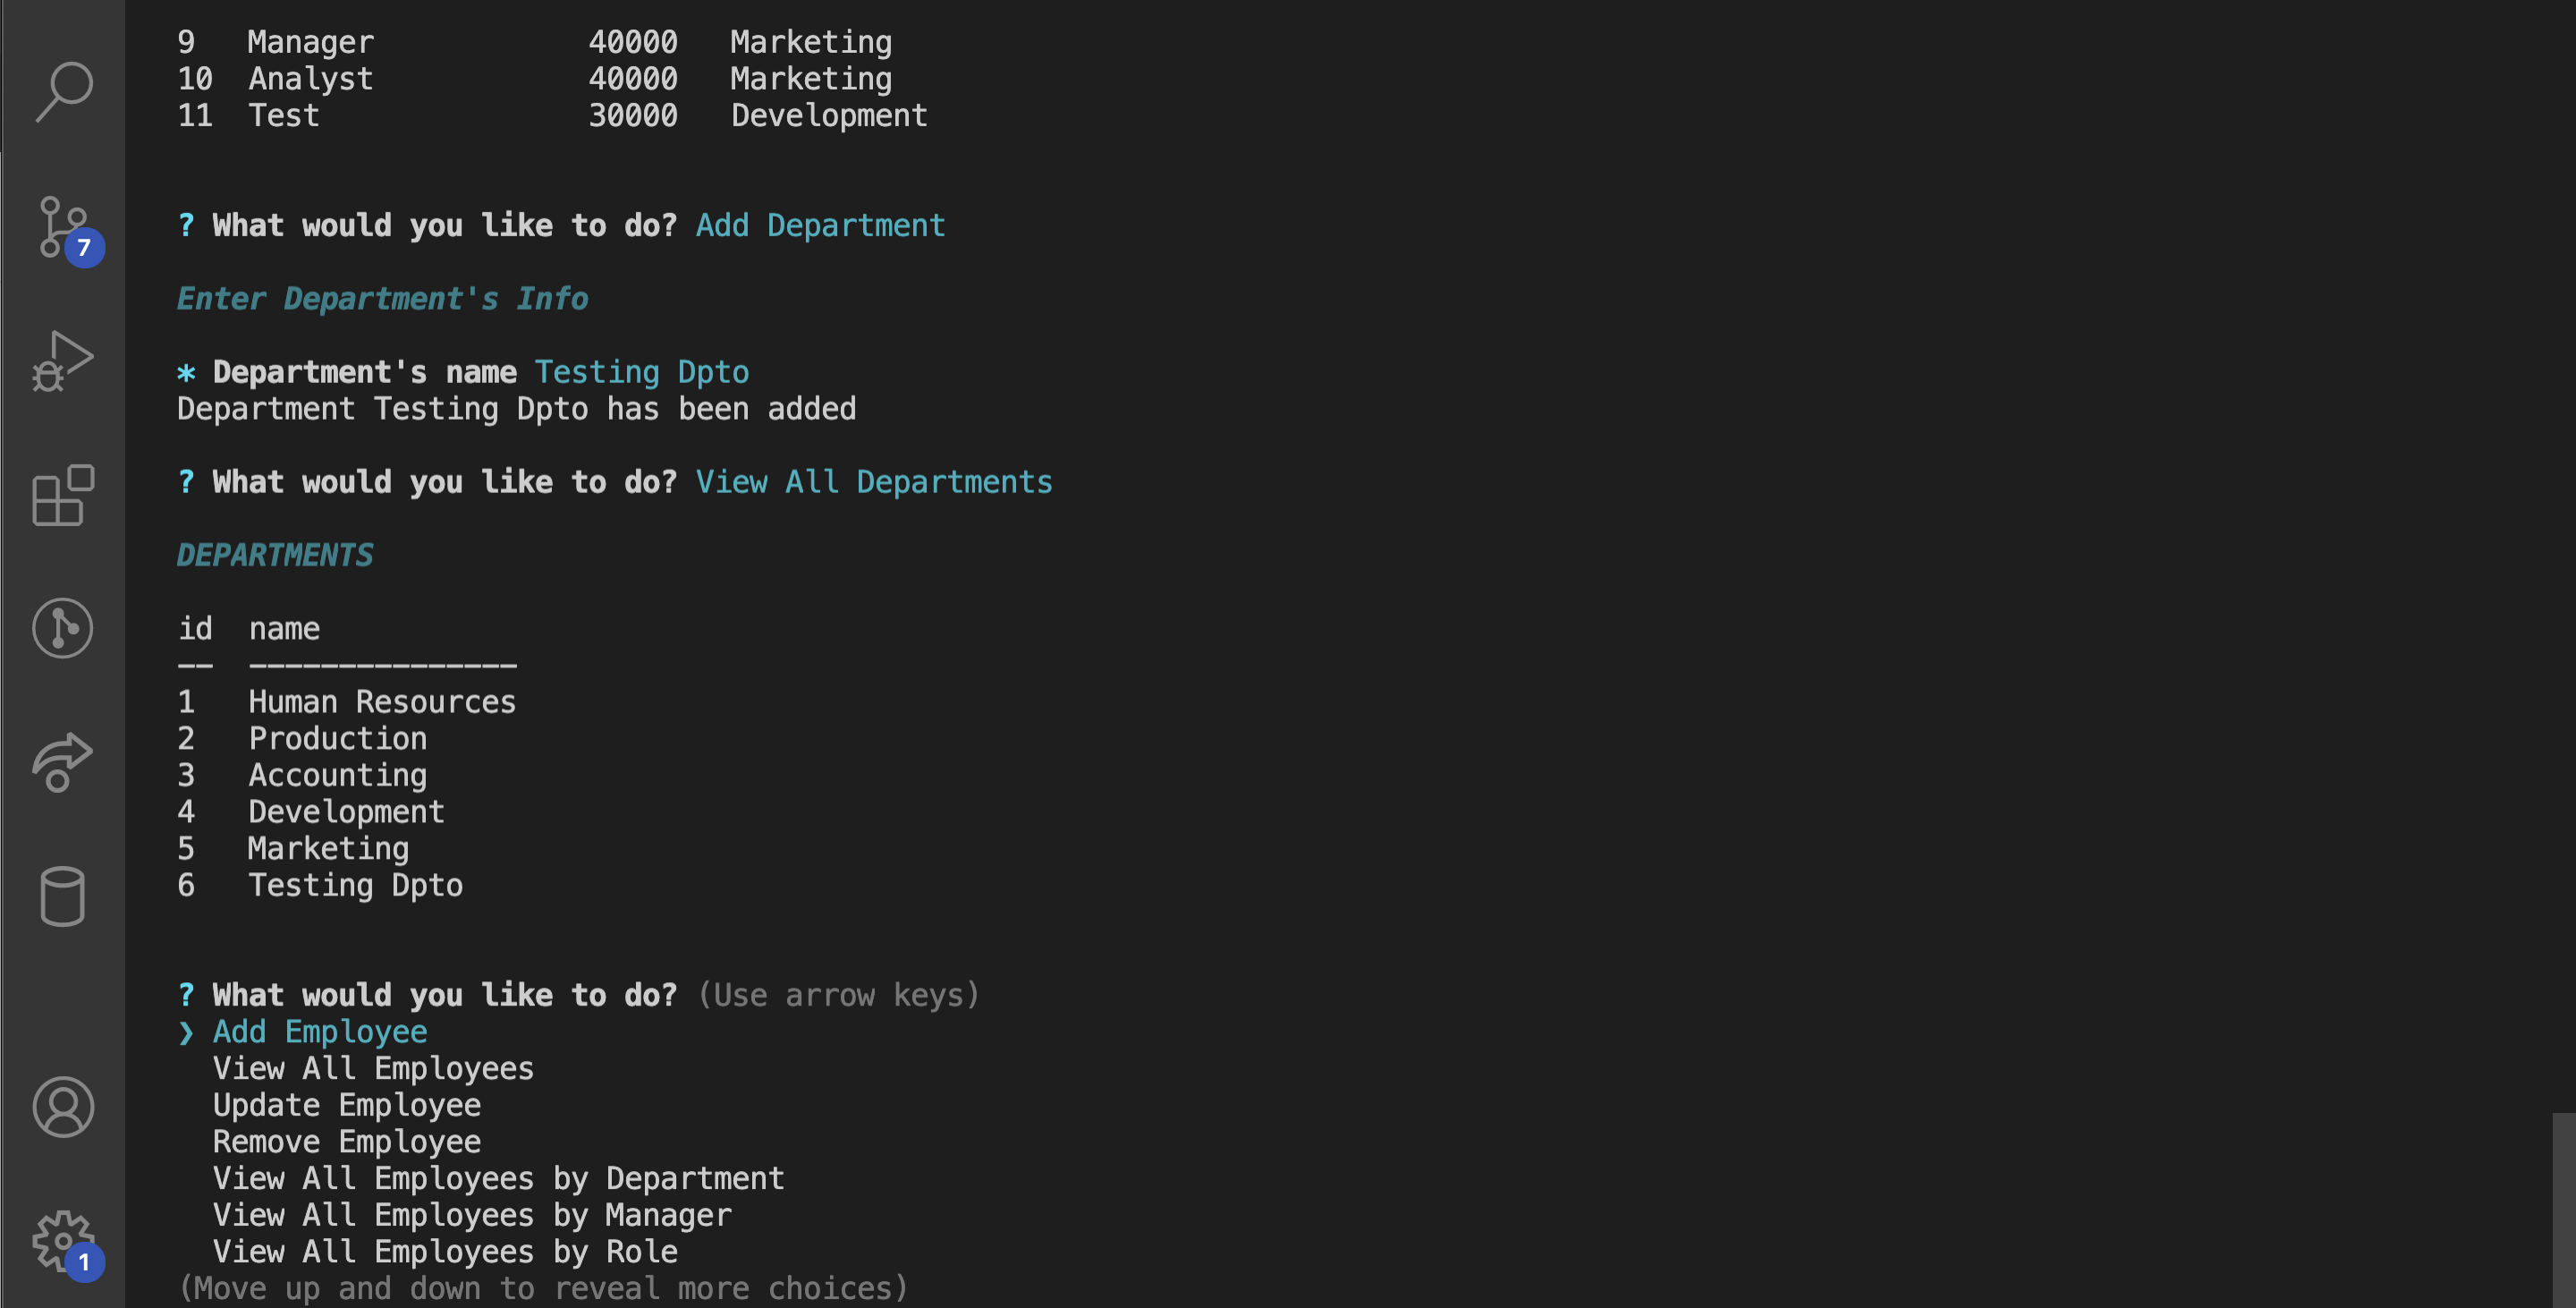 9   Manager            40000   Marketing
10  Analyst            40000   Marketing
11  Test               30000   Development
? What would you like to do? Add Department
7
Enter Department's Info
* Department's name Testing Dpto
Department Testing Dpto has been added
? What would you like to do? View All Departments
DEPARTMENTS
id  name
--  ---------------
1   Human Resources
2   Production
3   Accounting
4   Development
5   Marketing
6   Testing Dpto
? What would you like to do? (Use arrow keys)
❯ Add Employee
  View All Employees
  Update Employee
  Remove Employee
  View All Employees by Department
  View All Employees by Manager
  View All Employees by Role
1
(Move up and down to reveal more choices)